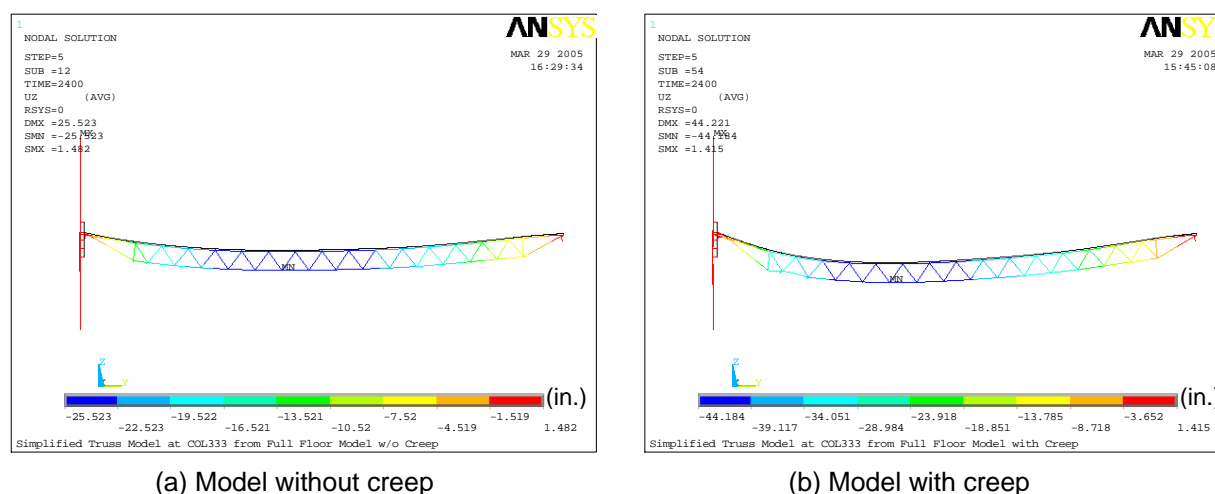 1
ANSYS
NODAL SOLUTION
MAR 29 2005
16:29:34
STEP=5
SUB =12
TIME=2400
UZ (AVG)
RSYS=0
DMX=25.523
SMN =-25.523
SMX =1.482
MX
MN
Z
Y
(in.)
-25.523 -19.522 -13.521 -7.52 -1.519
-22.523 -16.521 -10.52 -4.519 1.482
Simplified Truss Model at COL333 from Full Floor Model w/o Creep
(a) Model without creep
1
ANSYS
NODAL SOLUTION
MAR 29 2005
15:45:08
STEP=5
SUB =54
TIME=2400
UZ (AVG)
RSYS=0
DMX =44.221
SMN =-44.184
SMX =1.415
MX
MN
Z
Y
(in.)
-44.184 -34.051 -23.918 -13.785 -3.652
-39.117 -28.984 -18.851 -8.718 1.415
Simplified Truss Model at COL333 from Full Floor Model with Creep
(b) Model with creep